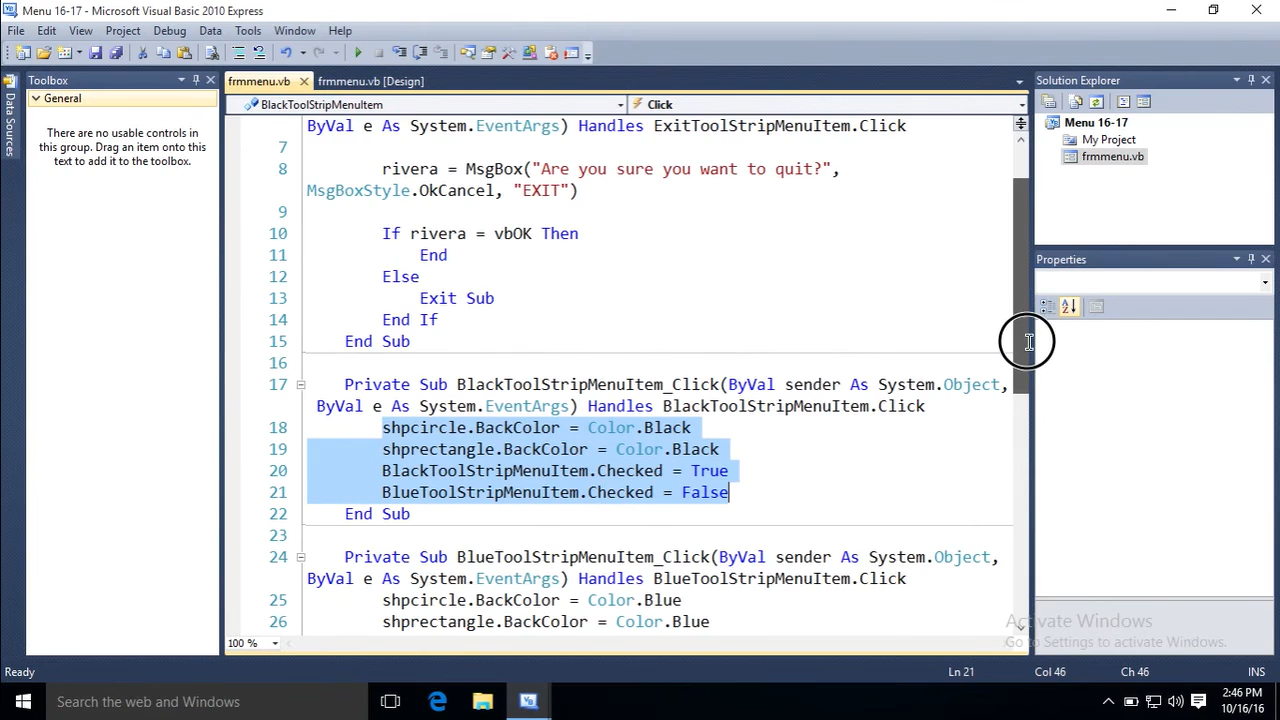 Menu 16-17 - Microsoft Visual Basic 2010 Express
File Edit View Project Debug Data Tools Window Help
Data Sources
Toolbox
General
There are no usable controls in
this group. Drag an item onto this
text to add it to the toolbox.
frmmenu.vb frmmenu.vb [Design]
BlackToolStripMenuItem Click
ByVal e As System.EventArgs) Handles ExitToolStripMenuItem.Click
7
8 rivera = MsgBox("Are you sure you want to quit?",
MsgBoxStyle.OkCancel, "EXIT")
9
10 If rivera = vbOK Then
11 End
12 Else
13 Exit Sub
14 End If
15 End Sub
16
17 Private Sub BlackToolStripMenuItem_Click(ByVal sender As System.Object,
ByVal e As System.EventArgs) Handles BlackToolStripMenuItem.Click
18 shpcircle.BackColor = Color.Black
19 shprectangle.BackColor = Color.Black
20 BlackToolStripMenuItem.Checked = True
21 BlueToolStripMenuItem.Checked = False
22 End Sub
23
24 Private Sub BlueToolStripMenuItem_Click(ByVal sender As System.Object,
ByVal e As System.EventArgs) Handles BlueToolStripMenuItem.Click
25 shpcircle.BackColor = Color.Blue
26 shprectangle.BackColor = Color.Blue
100 %
Solution Explorer
Menu 16-17
My Project
frmmenu.vb
Properties
Activate Windows
Go to Settings to activate Windows.
Ready Ln 21 Col 46 Ch 46 INS
Search the web and Windows
2:46 PM
10/16/16